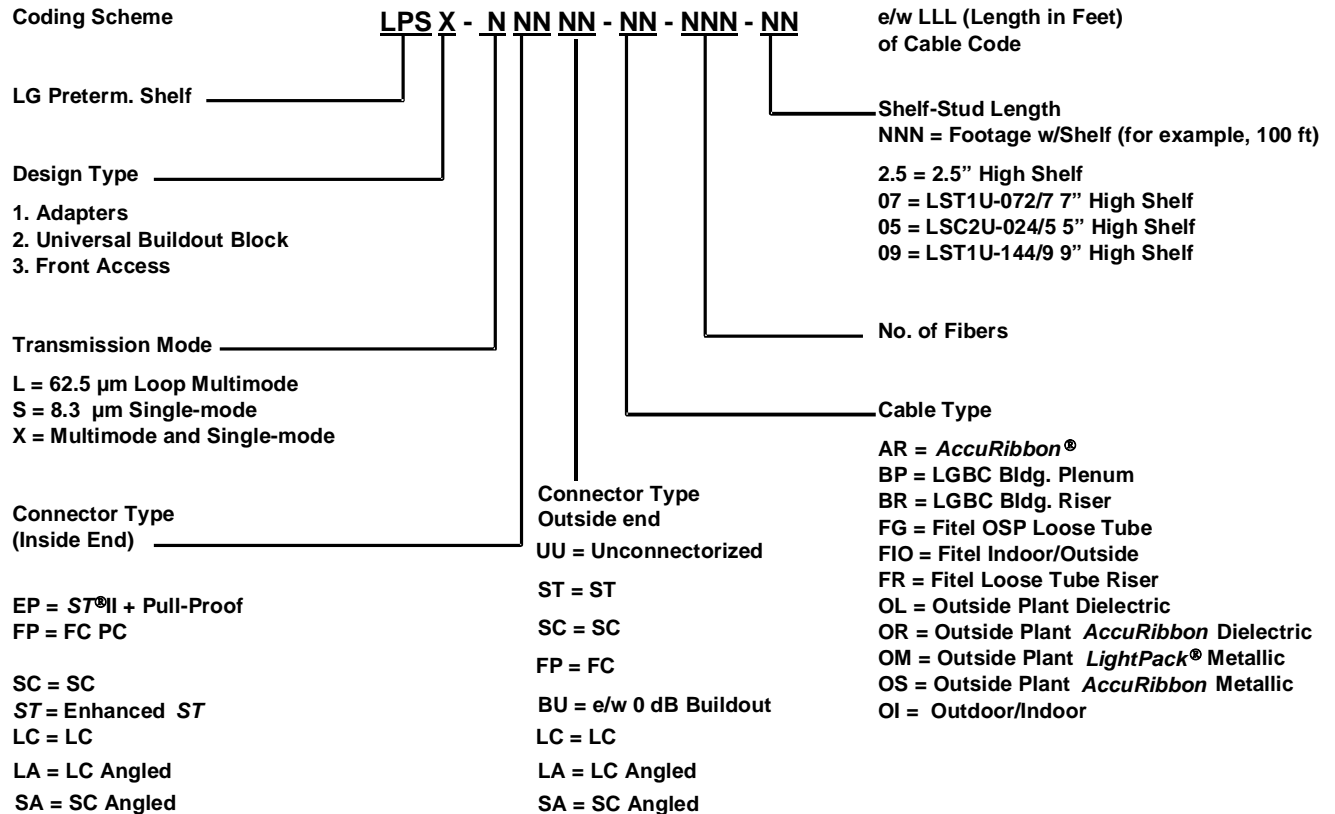 Coding Scheme
LPS X - N NN NN - NN - NNN - NN
e/w LLL (Length in Feet)
of Cable Code
LG Preterm. Shelf
Shelf-Stud Length
NNN = Footage w/Shelf (for example, 100 ft)
2.5 = 2.5” High Shelf
07 = LST1U-072/7 7” High Shelf
05 = LSC2U-024/5 5” High Shelf
09 = LST1U-144/9 9” High Shelf
Design Type
1. Adapters
2. Universal Buildout Block
3. Front Access
No. of Fibers
Transmission Mode
L = 62.5 µm Loop Multimode
S = 8.3 µm Single-mode
X = Multimode and Single-mode
Cable Type
AR = AccuRibbon®
BP = LGBC Bldg. Plenum
BR = LGBC Bldg. Riser
FG = Fitel OSP Loose Tube
FIO = Fitel Indoor/Outside
FR = Fitel Loose Tube Riser
OL = Outside Plant Dielectric
OR = Outside Plant AccuRibbon Dielectric
OM = Outside Plant LightPack® Metallic
OS = Outside Plant AccuRibbon Metallic
OI = Outdoor/Indoor
Connector Type
(Inside End)
EP = ST®II + Pull-Proof
FP = FC PC
SC = SC
ST = Enhanced ST
LC = LC
LA = LC Angled
SA = SC Angled
Connector Type
Outside end
UU = Unconnectorized
ST = ST
SC = SC
FP = FC
BU = e/w 0 dB Buildout
LC = LC
LA = LC Angled
SA = SC Angled